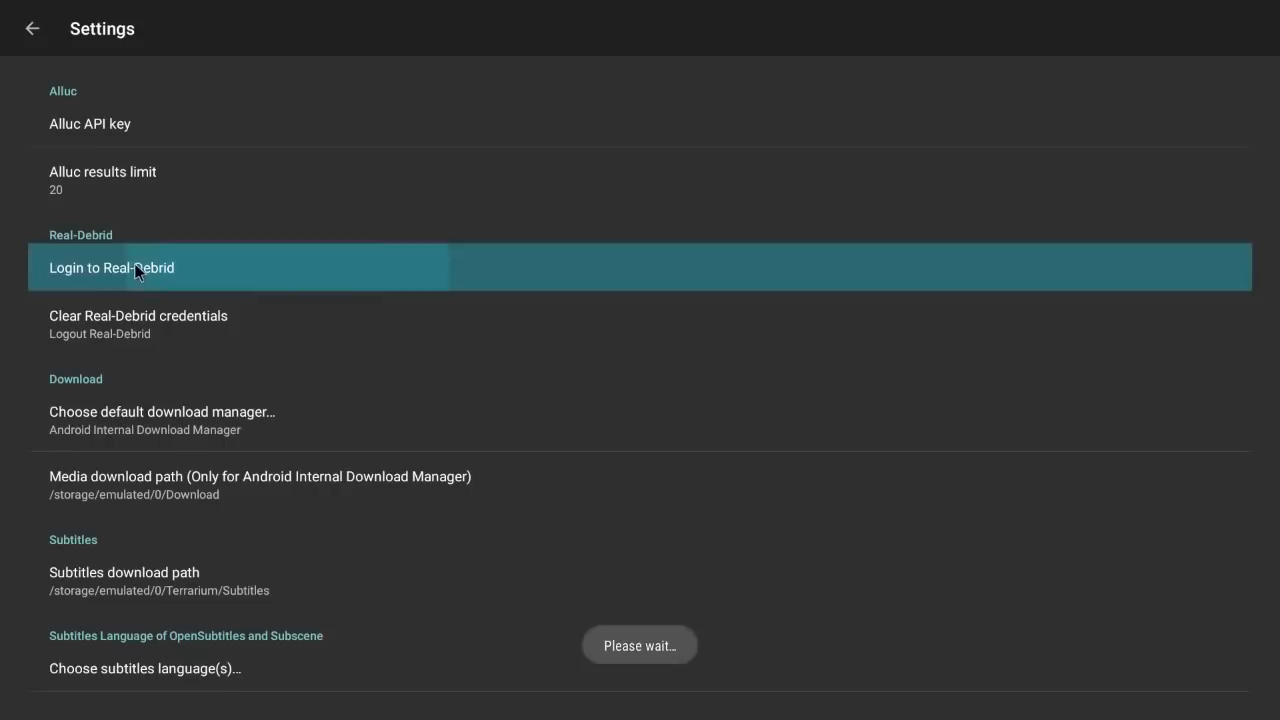 Settings
Alluc
Alluc API key
Alluc results limit
20
Real-Debrid
Login to Real-Debrid
Clear Real-Debrid credentials
Logout Real-Debrid
Download
Choose default download manager...
Android Internal Download Manager
Media download path (Only for Android Internal Download Manager)
/storage/emulated/0/Download
Subtitles
Subtitles download path
/storage/emulated/0/Terrarium/Subtitles
Subtitles Language of OpenSubtitles and Subscene
Please wait...
Choose subtitles language(s)...